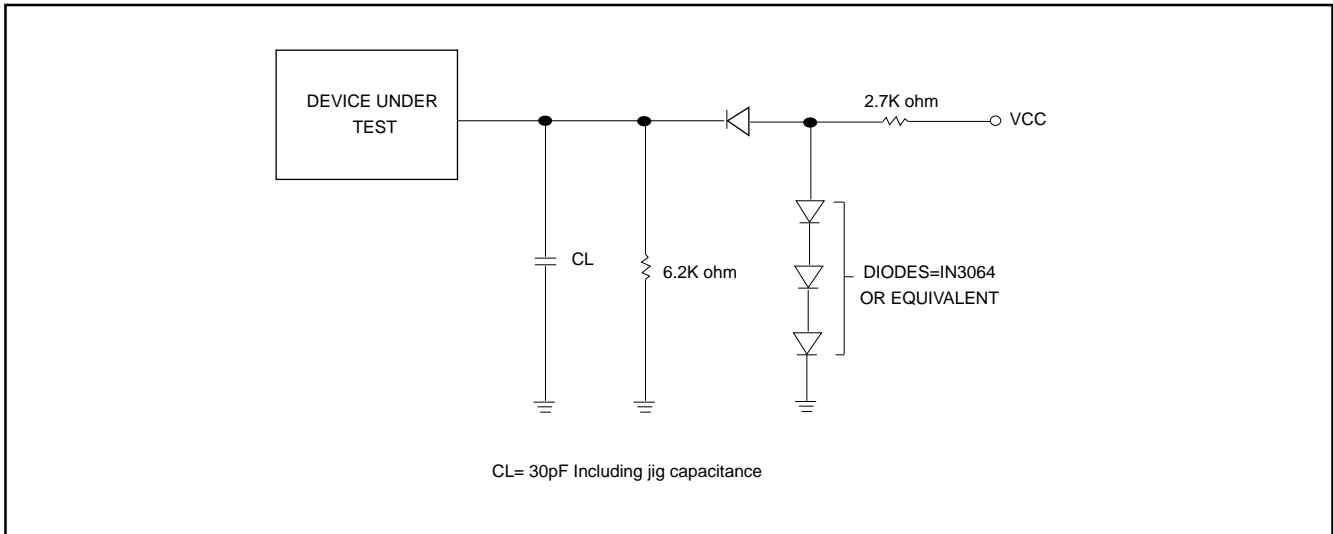 DEVICE UNDER
TEST
2.7K ohm
VCC
CL
6.2K ohm
DIODES=IN3064
OR EQUIVALENT
CL= 30pF Including jig capacitance